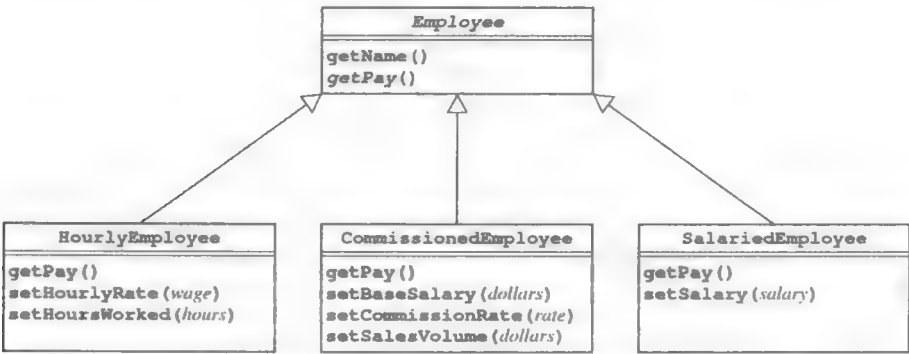 Employee
getName()
getPay()
HourlyEmployee
getPay()
setHourlyRate(wage)
setHoursWorked(hours)
CommissionedEmployee
getPay()
setBaseSalary(dollars)
setCommissionRate(rate)
setSalesVolume(dollars)
SalariedEmployee
getPay()
setSalary(salary)